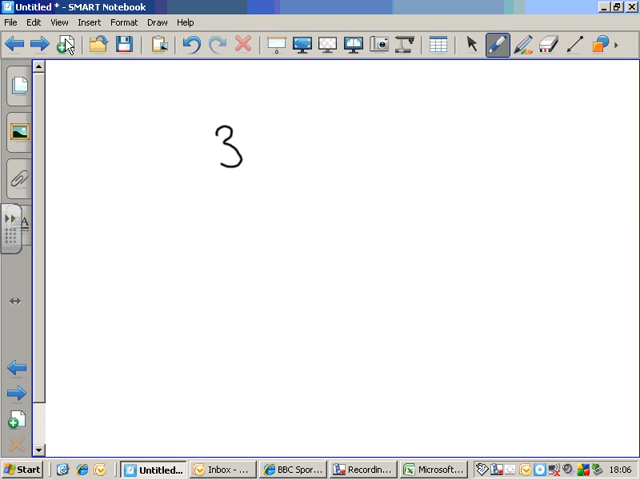 Untitled * - SMART Notebook
File Edit View Insert Format Draw Help
3
A
Start Untitled... Inbox - ... BBC Spor... Recordin... Microsoft... 18:06